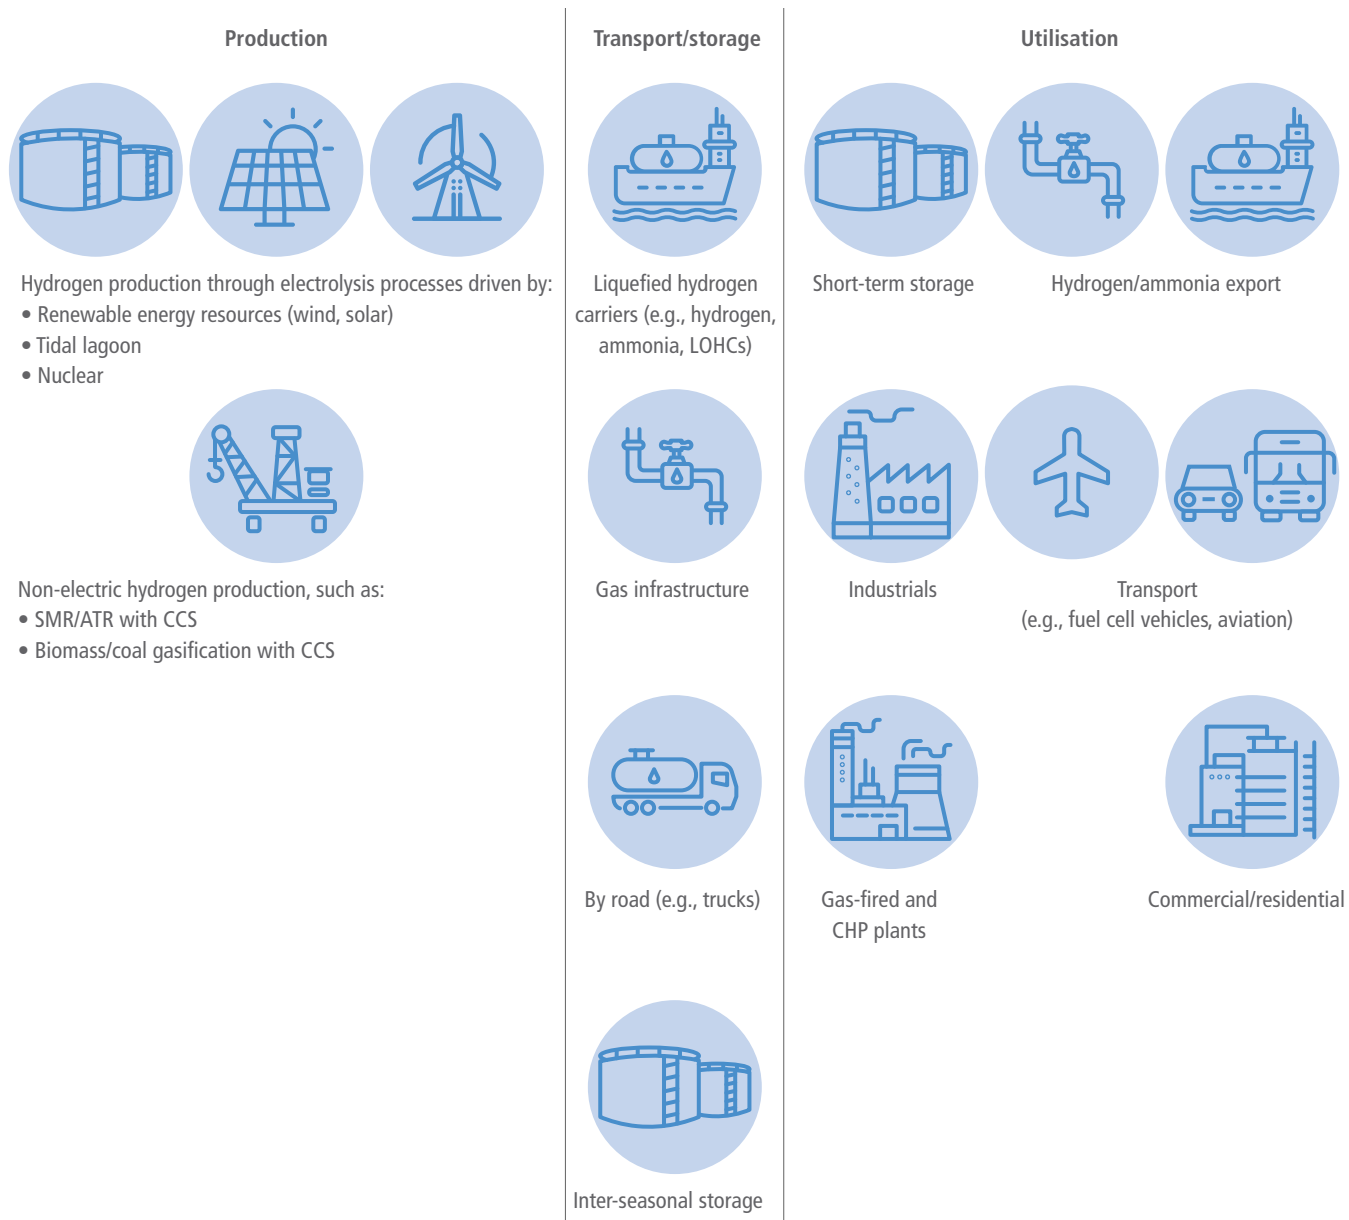 Production
Hydrogen production through electrolysis processes driven by:
• Renewable energy resources (wind, solar)
• Tidal lagoon
• Nuclear
Non-electric hydrogen production, such as:
• SMR/ATR with CCS
• Biomass/coal gasification with CCS
Transport/storage
Liquefied hydrogen
carriers (e.g., hydrogen,
ammonia, LOHCs)
Gas infrastructure
By road (e.g., trucks)
Inter-seasonal storage
Utilisation
Short-term storage
Hydrogen/ammonia export
Industrials
Transport
(e.g., fuel cell vehicles, aviation)
Gas-fired and
CHP plants
Commercial/residential